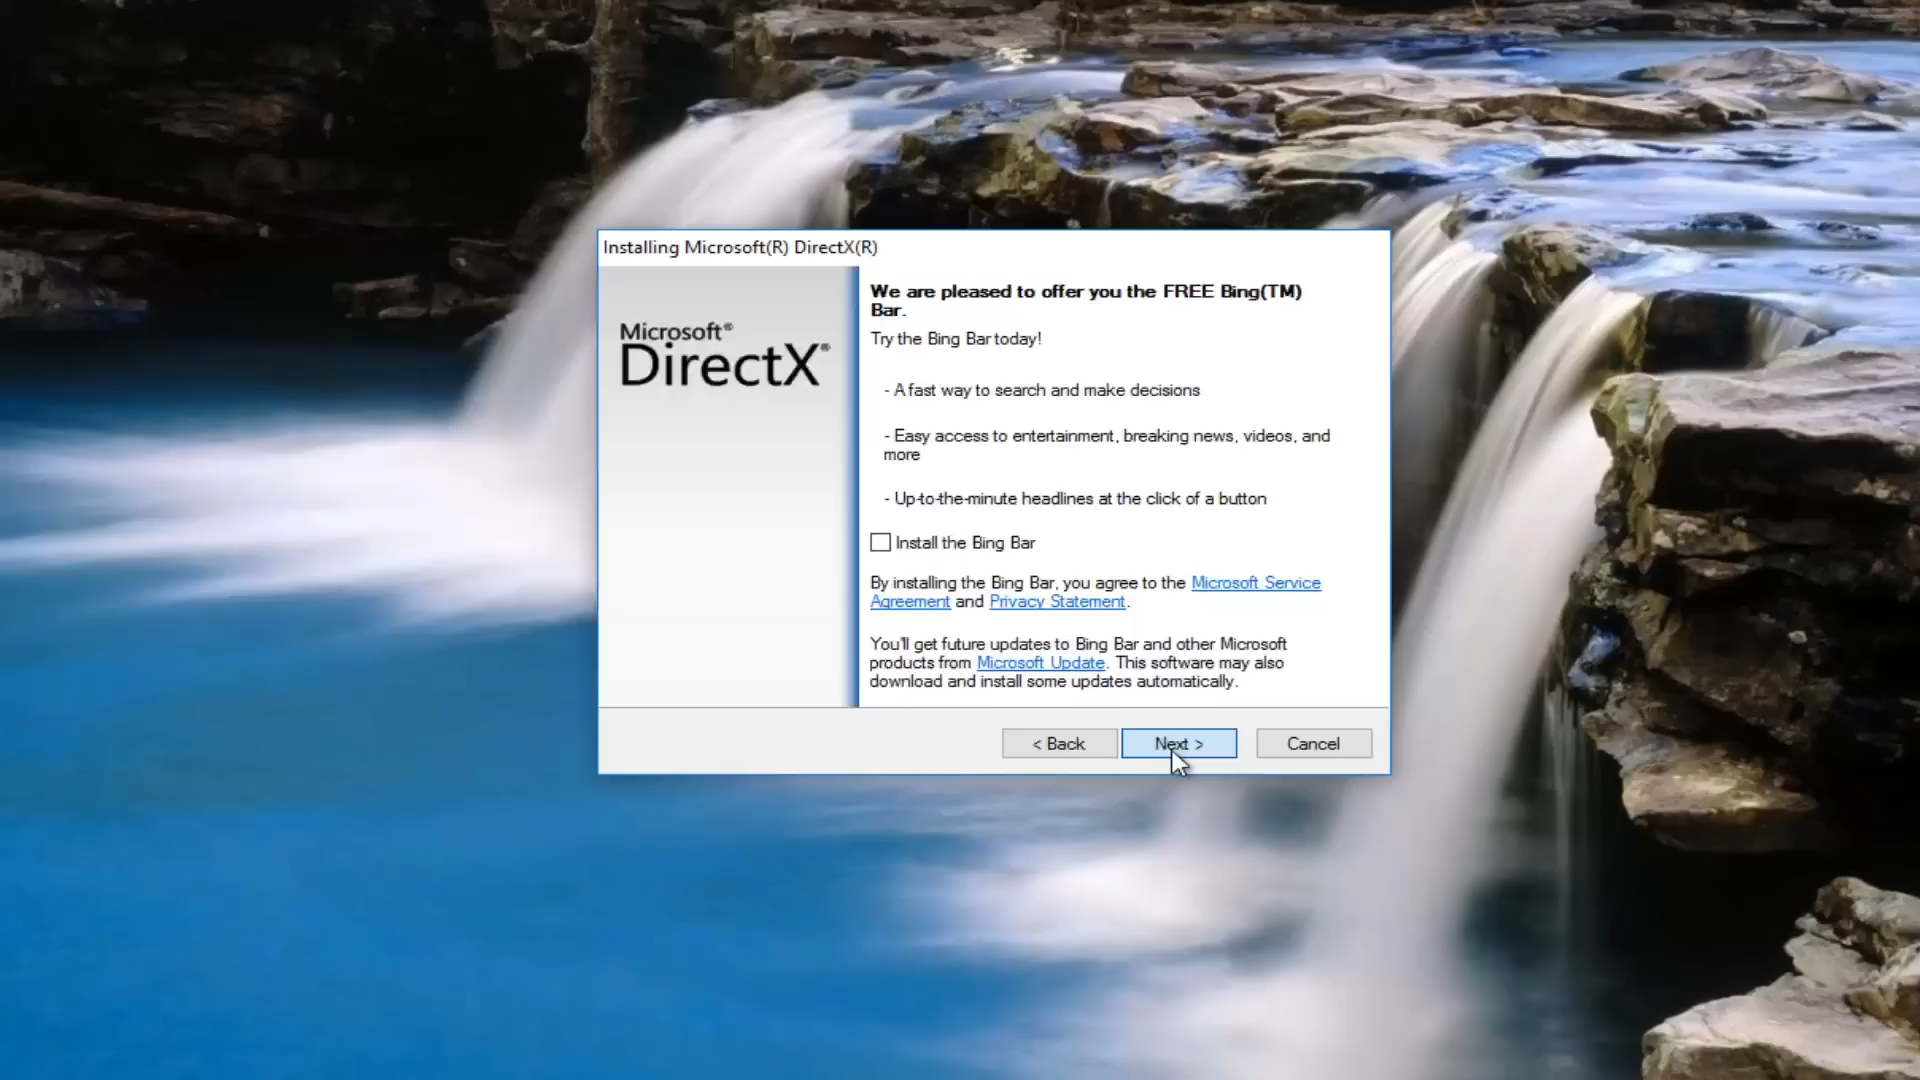 Installing Microsoft(R) DirectX(R)
Microsoft®
DirectX®
We are pleased to offer you the FREE Bing(TM)
Bar.
Try the Bing Bar today!
- A fast way to search and make decisions
- Easy access to entertainment, breaking news, videos, and
more
- Up-to-the-minute headlines at the click of a button
Install the Bing Bar
By installing the Bing Bar, you agree to the Microsoft Service
Agreement and Privacy Statement.
You'll get future updates to Bing Bar and other Microsoft
products from Microsoft Update. This software may also
download and install some updates automatically.
< Back
Next >
Cancel